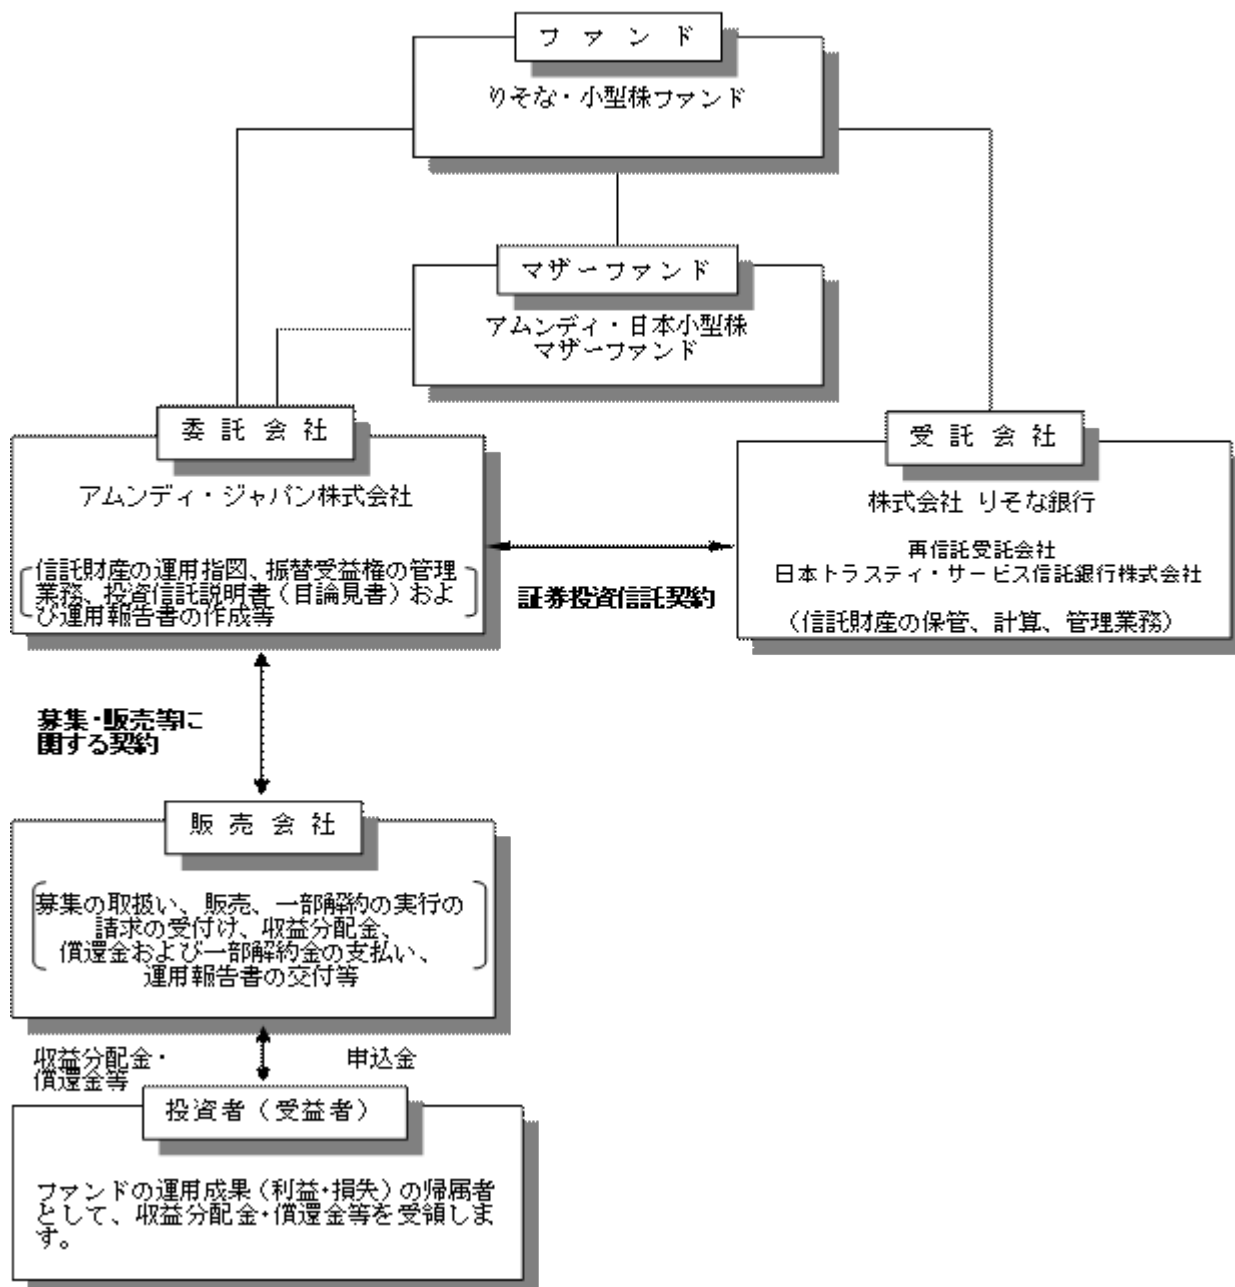 ファンド
りそな・小型株ファンド
マザーファンド
アムンディ・日本小型株
マザーファンド
委託会社
アムンディ・ジャパン株式会社
信託財産の運用指図、振替受益権の管理
業務、投資信託説明書（目論見書）およ
び運用報告書の作成等
証券投資信託契約
受託会社
株式会社 りそな銀行
再信託受託会社
日本トラスティ・サービス信託銀行株式会社
（信託財産の保管、計算、管理業務）
募集・販売等に
関する契約
販売会社
募集の取扱い、販売、一部解約の実行の
請求の受付け、収益分配金、
償還金および一部解約金の支払い、
運用報告書の交付等
収益分配金・
償還金等
申込金
投資者（受益者）
ファンドの運用成果（利益・損失）の帰属者
として、収益分配金・償還金等を受領しま
す。